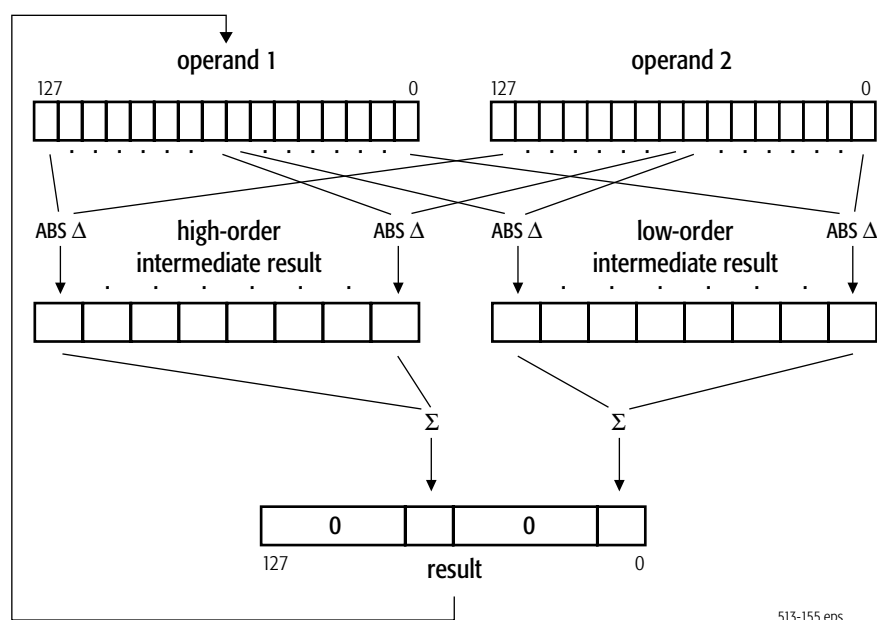 operand 1
operand 2
127
0
127
0
. . . . . . . . . . . .
. . . . . . . . . . . .
ABS Δ
high-order
intermediate result
ABS Δ
ABS Δ
low-order
intermediate result
ABS Δ
. . . . . .
. . . . . .
Σ
Σ
0
0
127
result
0
513-155.eps